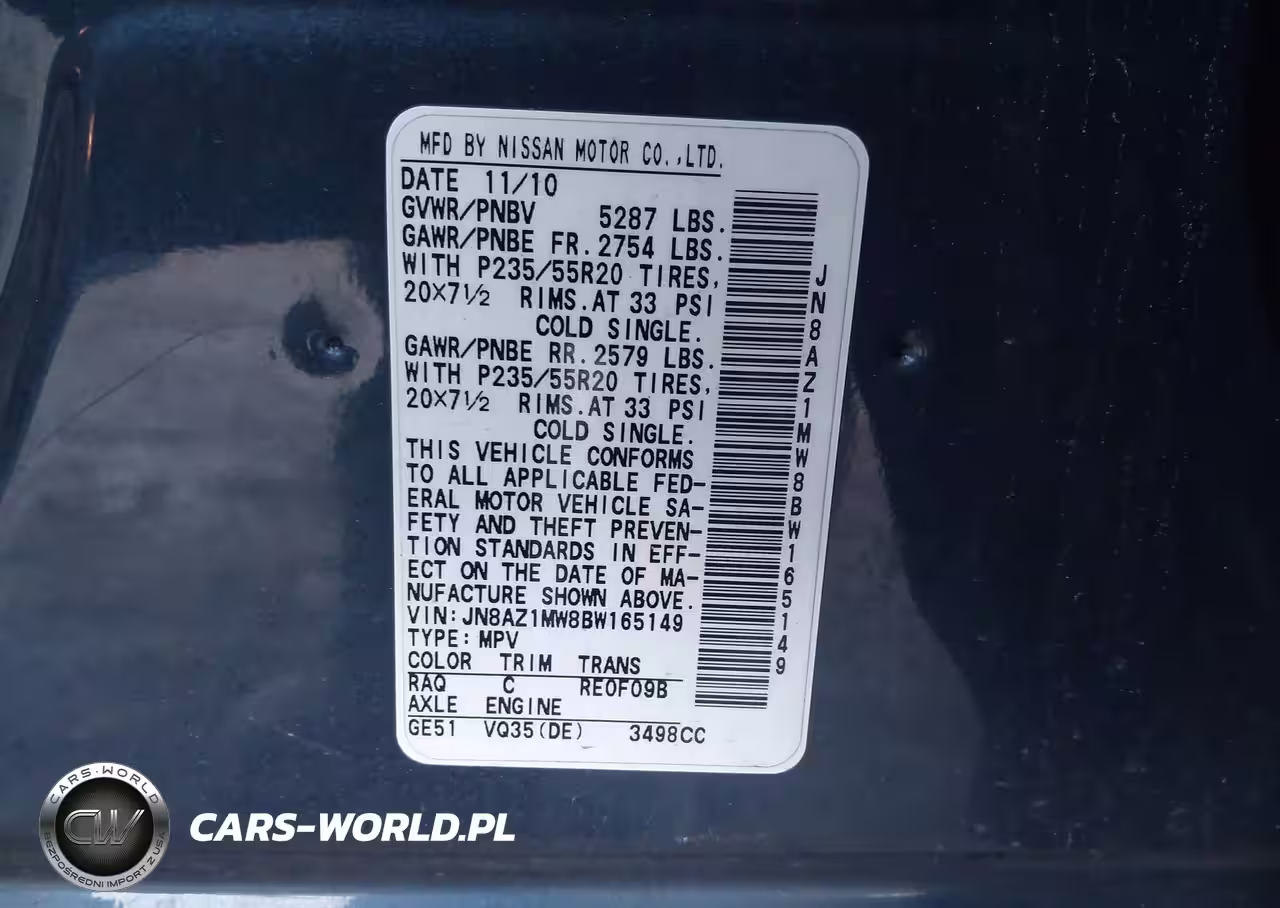 MFD BY NISSAN MOTOR CO.,LTD.
DATE 11/10
GVWR/PNBV 5287 LBS.
GAWR/PNBE FR. 2754 LBS.
WITH P235/55R20 TIRES,
20×7½ RIMS. AT 33 PSI
COLD SINGLE.
GAWR/PNBE RR. 2579 LBS.
WITH P235/55R20 TIRES,
20×7½ RIMS. AT 33 PSI
COLD SINGLE.
THIS VEHICLE CONFORMS
TO ALL APPLICABLE FED-
ERAL MOTOR VEHICLE SA-
FETY AND THEFT PREVEN-
TION STANDARDS IN EFF-
ECT ON THE DATE OF MA-
NUFACTURE SHOWN ABOVE.
VIN: JN8AZ1MW8BW165149
TYPE: MPV
COLOR TRIM TRANS
RAQ C RE0F09B
AXLE ENGINE
GE51 VQ35(DE) 3498CC
JN8AZ1MW8BW165149
CARS-WORLD
CW
BEZPOŚREDNI IMPORT Z USA
CARS-WORLD.PL